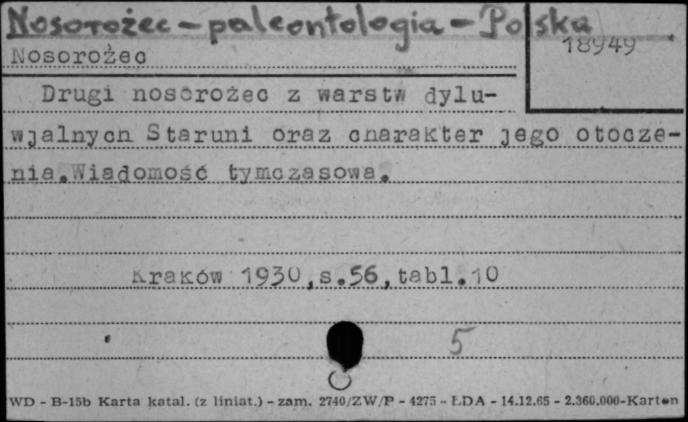 Nosorożec - paleontologia - Polska
18949
Nosorożec
Drugi nosorożec z warstw dylu-
wjalnych Staruni oraz charakter jego otocze-
nia. Wiadomość tymczasowa.
Kraków 1930, s.56, tabl.10
5
WD - B-15b Karta katal. (z liniat.) - zam. 2740/ZW/P - 4275 - ŁDA - 14.12.65 - 2.360.000-Karton